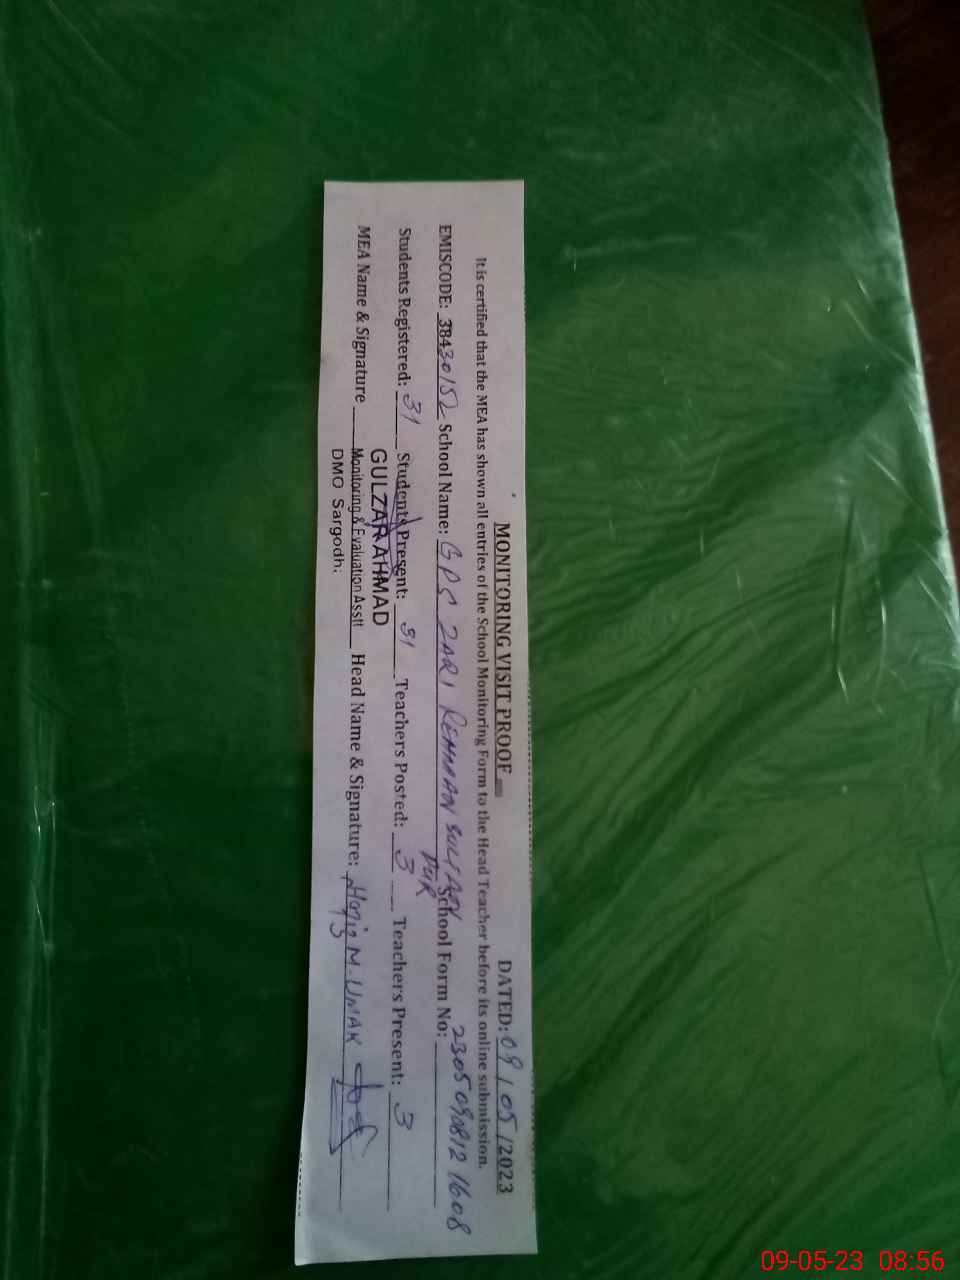 MONITORING VISIT PROOF DATED: 09/05/2023
It is certified that the MEA has shown all entries of the School Monitoring Form to the Head Teacher before its online submission.
EMISCODE: 38430152 School Name: GPS ZARI REHMAAN SULTAN PUR School Form No: 2305090812 1608
Students Registered: 31 Students Present: 31 Teachers Posted: 3 Teachers Present: 3
GULZAR AHMAD
MEA Name & Signature Monitoring & Evaluation Asstt Head Name & Signature: M. UMAR
DMO Sargodh
09-05-23 08:56